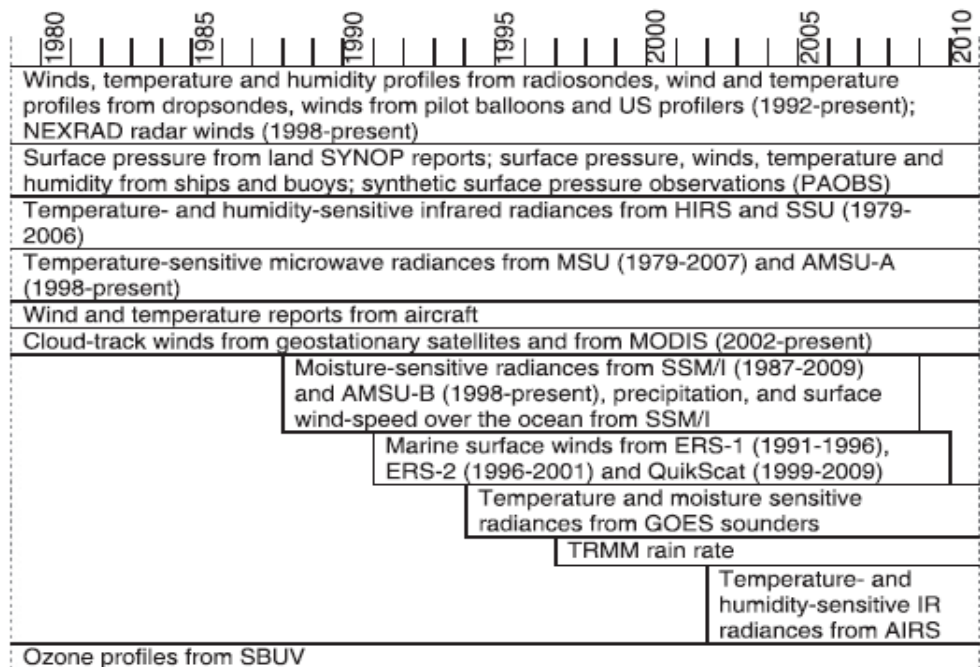 1980 1985 1990 1995 2000 2005 2010
Winds, temperature and humidity profiles from radiosondes, wind and temperature
profiles from dropsondes, winds from pilot balloons and US profilers (1992-present);
NEXRAD radar winds (1998-present)
Surface pressure from land SYNOP reports; surface pressure, winds, temperature and
humidity from ships and buoys; synthetic surface pressure observations (PAOBS)
Temperature- and humidity-sensitive infrared radiances from HIRS and SSU (1979-
2006)
Temperature-sensitive microwave radiances from MSU (1979-2007) and AMSU-A
(1998-present)
Wind and temperature reports from aircraft
Cloud-track winds from geostationary satellites and from MODIS (2002-present)
Moisture-sensitive radiances from SSM/I (1987-2009)
and AMSU-B (1998-present), precipitation, and surface
wind-speed over the ocean from SSM/I
Marine surface winds from ERS-1 (1991-1996),
ERS-2 (1996-2001) and QuikScat (1999-2009)
Temperature and moisture sensitive
radiances from GOES sounders
TRMM rain rate
Temperature- and
humidity-sensitive IR
radiances from AIRS
Ozone profiles from SBUV